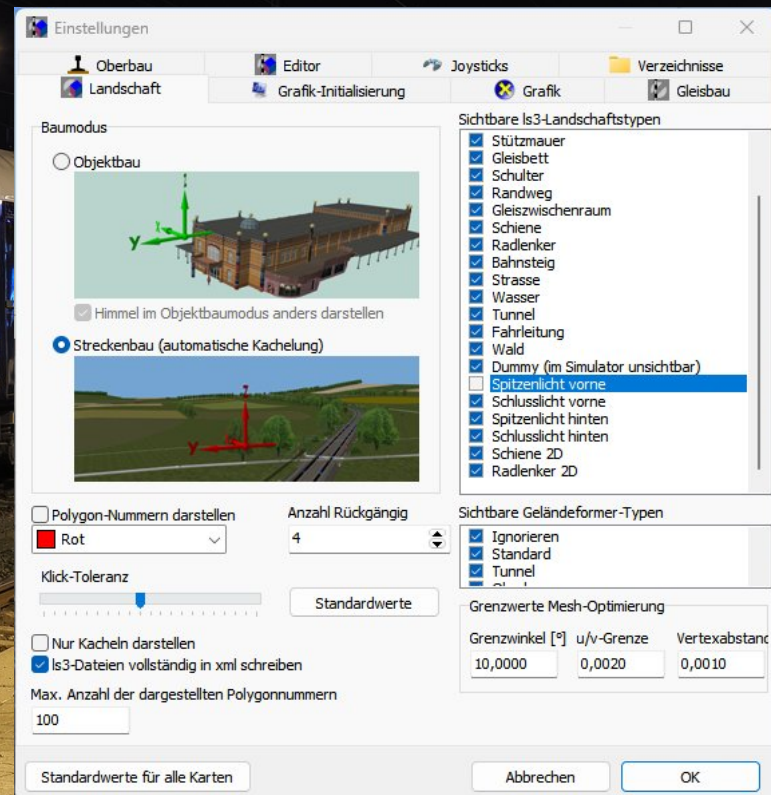 Einstellungen
Oberbau
Editor
Joysticks
Verzeichnisse
Landschaft
Grafik-Initialisierung
Grafik
Gleisbau
Baumodus
Objektbau
Himmel im Objektbaumodus anders darstellen
Streckenbau (automatische Kachelung)
Polygon-Nummern darstellen
Rot
Anzahl Rückgängig
4
Klick-Toleranz
Standardwerte
Nur Kacheln darstellen
ls3-Dateien vollständig in xml schreiben
Max. Anzahl der dargestellten Polygonnummern
100
Sichtbare ls3-Landschaftstypen
Stützmauer
Gleisbett
Schulter
Randweg
Gleiszwischenraum
Schiene
Radlenker
Bahnsteig
Strasse
Wasser
Tunnel
Fahrleitung
Wald
Dummy (im Simulator unsichtbar)
Spitzenlicht vorne
Schlusslicht vorne
Spitzenlicht hinten
Schlusslicht hinten
Schiene 2D
Radlenker 2D
Sichtbare Geländeformer-Typen
Ignorieren
Standard
Tunnel
Grenzwerte Mesh-Optimierung
Grenzwinkel [°] u/v-Grenze Vertexabstand
10,0000 0,0020 0,0010
Standardwerte für alle Karten
Abbrechen
OK